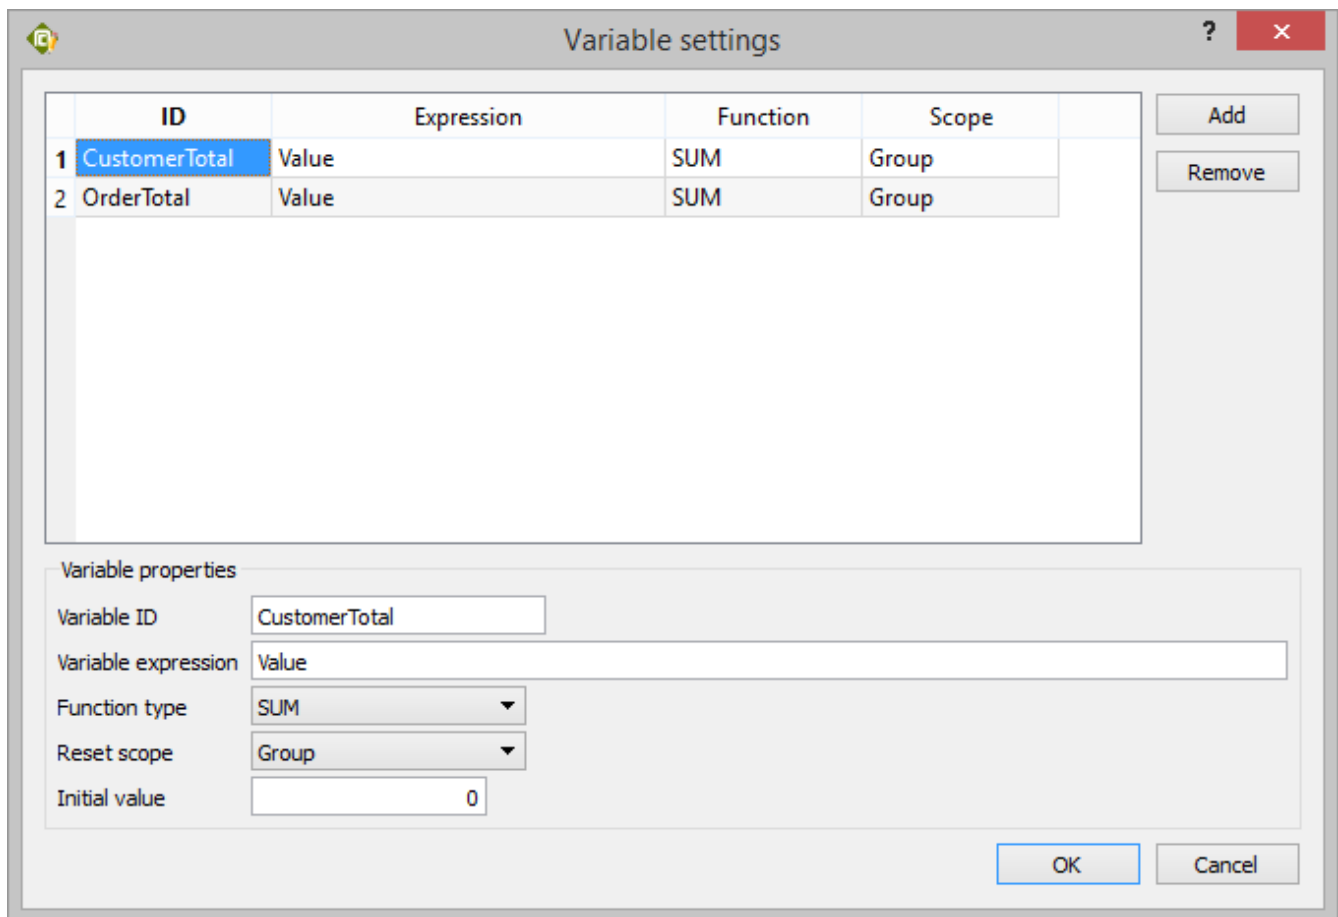 Variable settings
?
ID Expression Function Scope
1 CustomerTotal Value SUM Group
2 OrderTotal Value SUM Group
Add
Remove
Variable properties
Variable ID CustomerTotal
Variable expression Value
Function type SUM
Reset scope Group
Initial value 0
OK Cancel